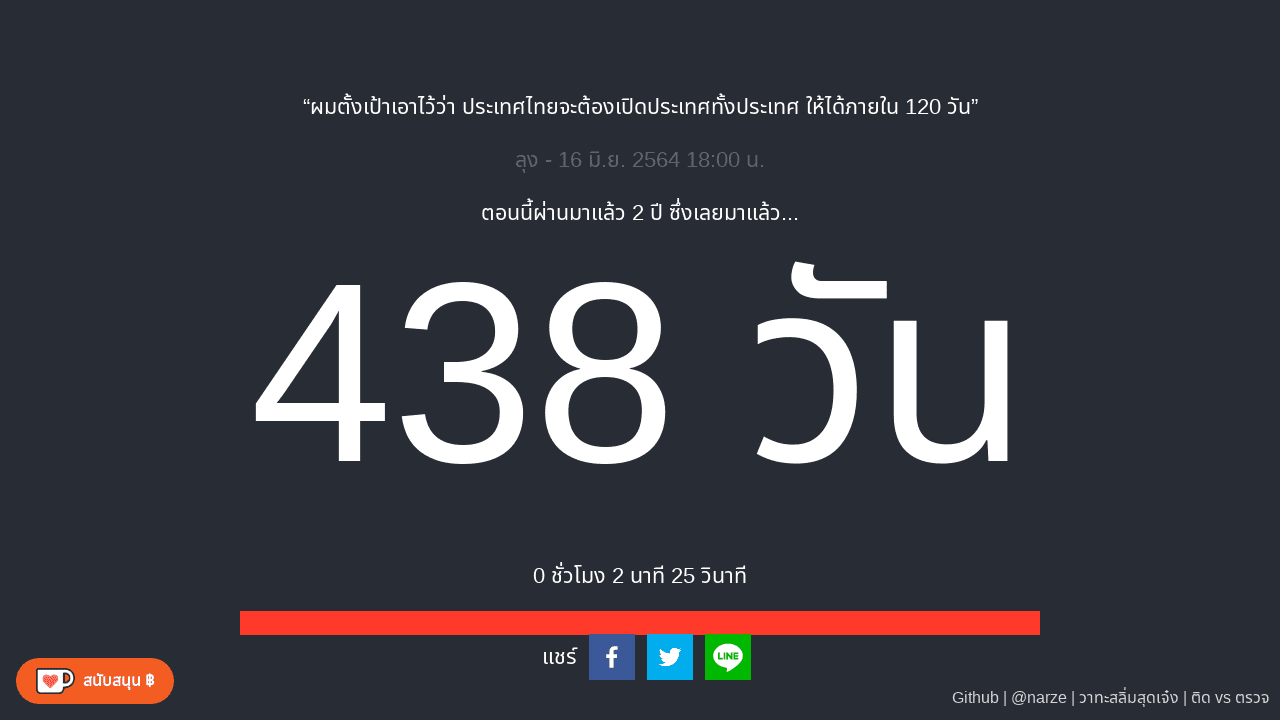 “ผมตั้งเป้าเอาไว้ว่า ประเทศไทยจะต้องเปิดประเทศทั้งประเทศ ให้ได้ภายใน 120 วัน”
ลุง - 16 มิ.ย. 2564 18:00 น.
ตอนนี้ผ่านมาแล้ว 2 ปี ซึ่งเลยมาแล้ว...
438 วัน
0 ชั่วโมง 2 นาที 25 วินาที
แชร์
LINE
สนับสนุน ฿
Github | @narze | วาทะสลิ่มสุดเจ๋ง | ติด vs ตรวจ